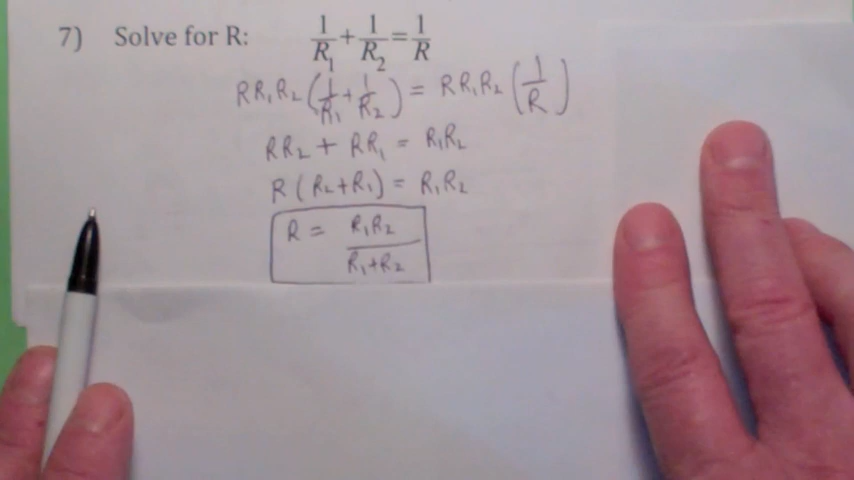 7) Solve for R: 1/R₁ + 1/R₂ = 1/R
RR₁R₂ (1/R₁ + 1/R₂) = RR₁R₂ (1/R)
RR₂ + RR₁ = R₁R₂
R (R₂+R₁) = R₁R₂
R = R₁R₂/(R₁+R₂)